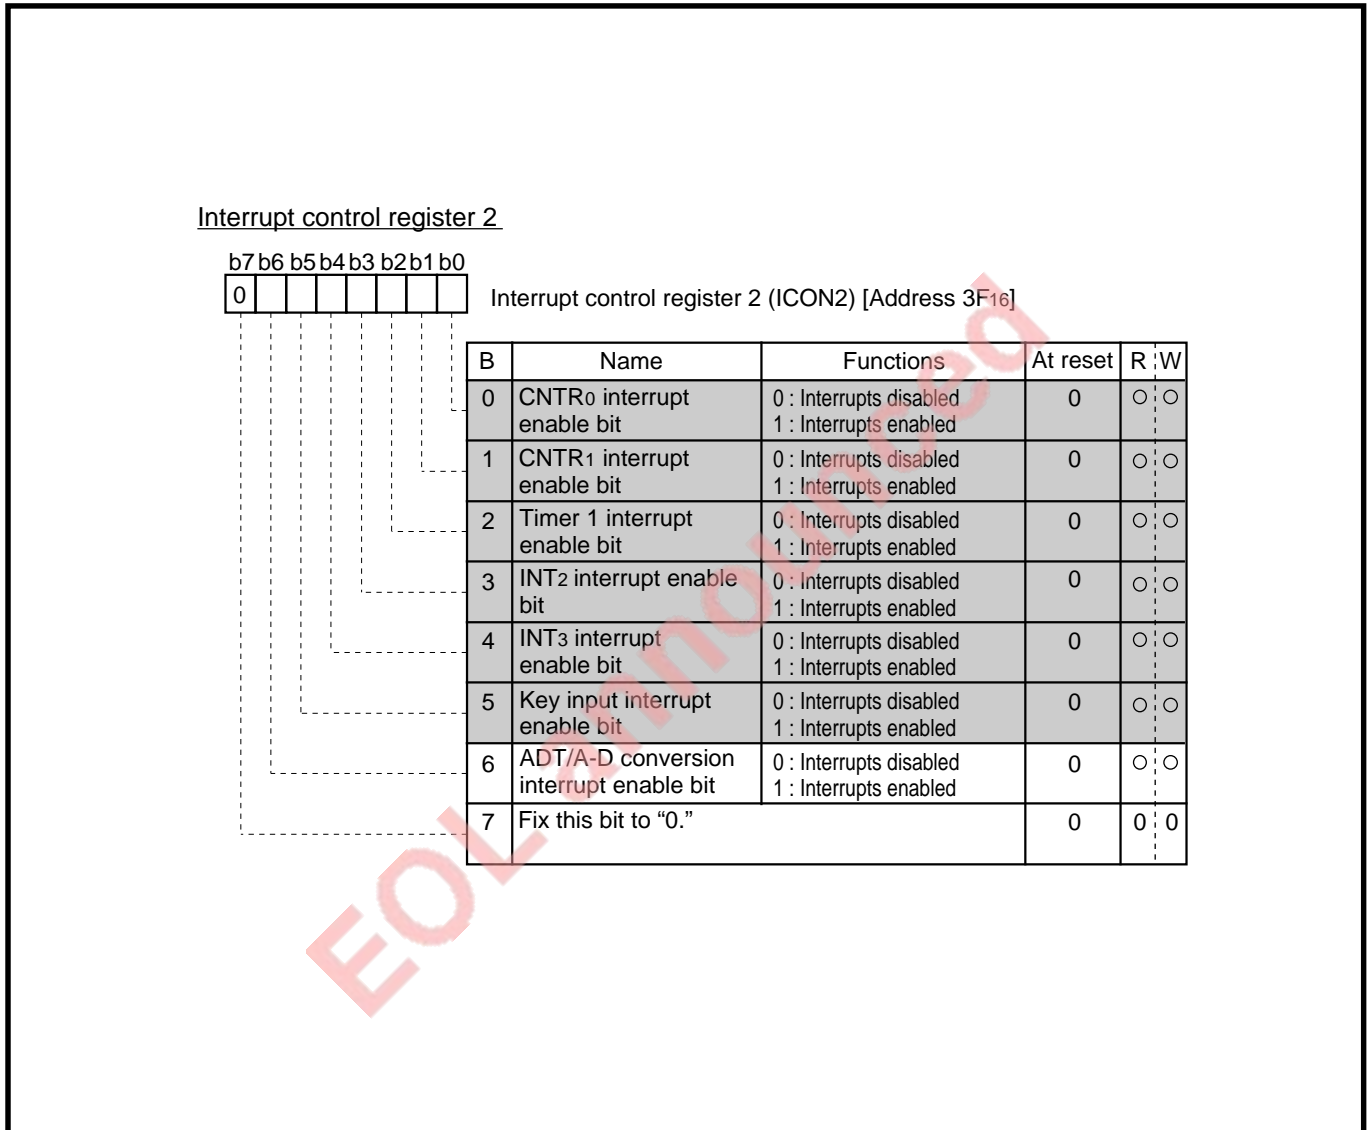 Interrupt control register 2
b7 b6 b5 b4 b3 b2 b1 b0
0
Interrupt control register 2 (ICON2) [Address 3F16]
B Name Functions At reset R W
0 CNTR0 interrupt enable bit 0 : Interrupts disabled 0 ○ ○
1 : Interrupts enabled
1 CNTR1 interrupt enable bit 0 : Interrupts disabled 0 ○ ○
1 : Interrupts enabled
2 Timer 1 interrupt enable bit 0 : Interrupts disabled 0 ○ ○
1 : Interrupts enabled
3 INT2 interrupt enable bit 0 : Interrupts disabled 0 ○ ○
1 : Interrupts enabled
4 INT3 interrupt enable bit 0 : Interrupts disabled 0 ○ ○
1 : Interrupts enabled
5 Key input interrupt enable bit 0 : Interrupts disabled 0 ○ ○
1 : Interrupts enabled
6 ADT/A-D conversion interrupt enable bit 0 : Interrupts disabled 0 ○ ○
1 : Interrupts enabled
7 Fix this bit to “0.” 0 0 0
EOL announced